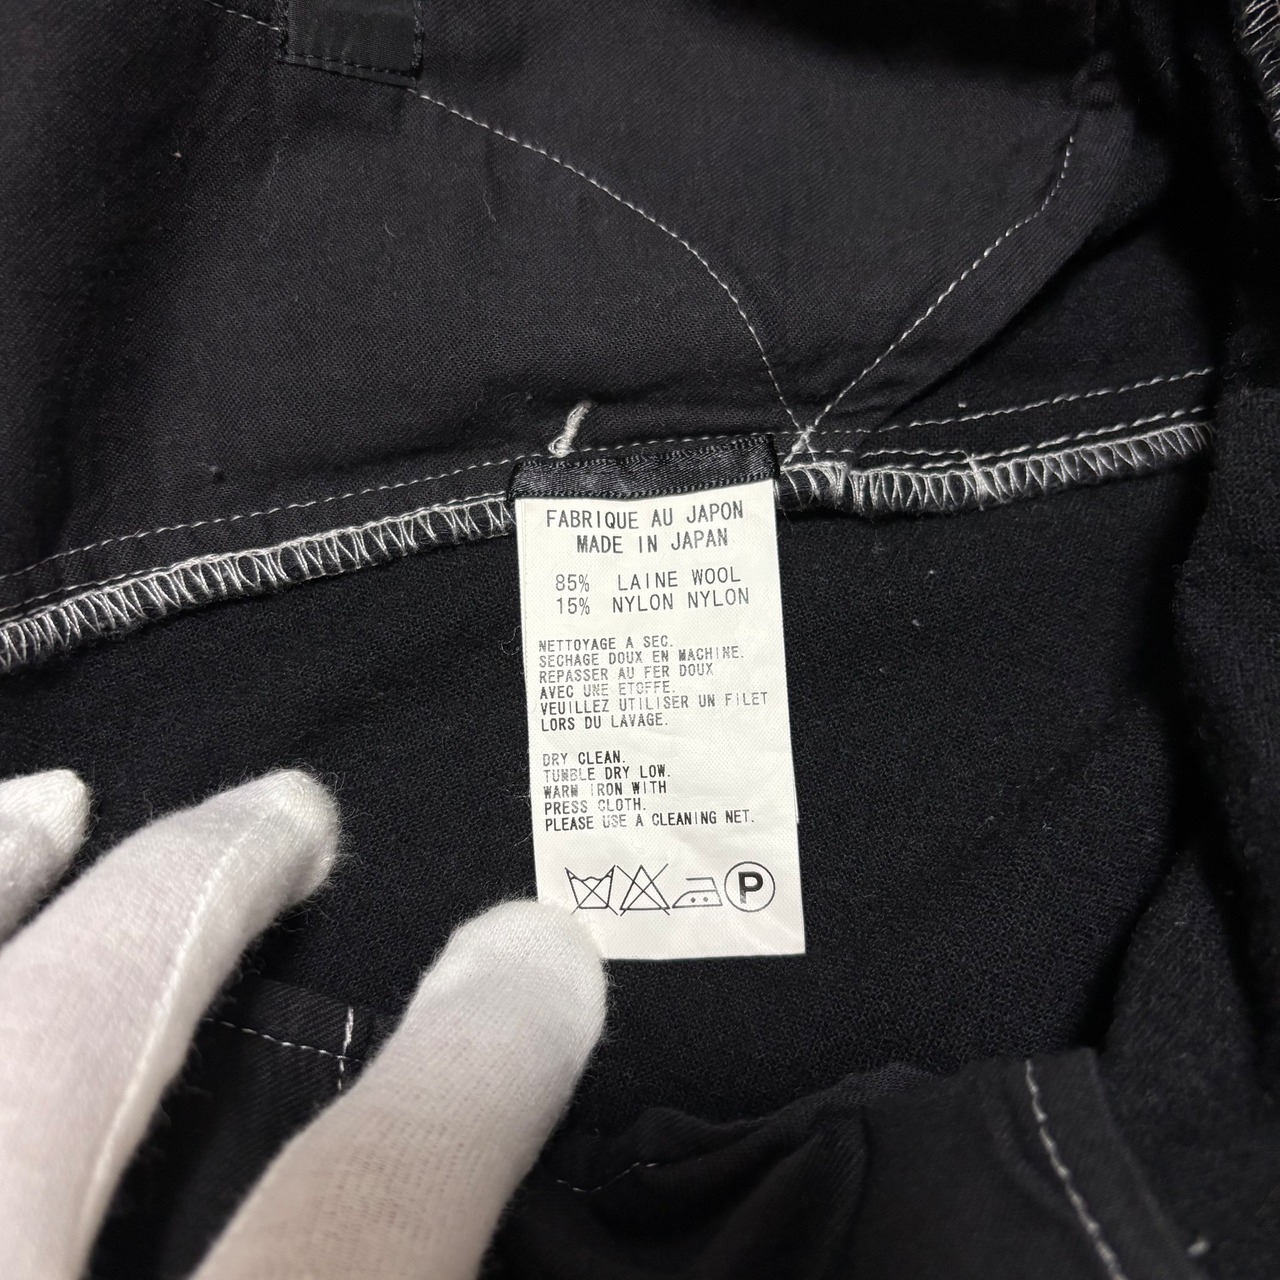 FABRIQUE AU JAPON
MADE IN JAPAN
85% LAINE WOOL
15% NYLON NYLON
NETTOYAGE A SEC.
SECHAGE DOUX EN MACHINE.
REPASSER AU FER DOUX
AVEC UNE ETOFFE.
VEUILLEZ UTILISER UN FILET
LORS DU LAVAGE.
DRY CLEAN.
TUMBLE DRY LOW.
WARM IRON WITH
PRESS CLOTH.
PLEASE USE A CLEANING NET.
P